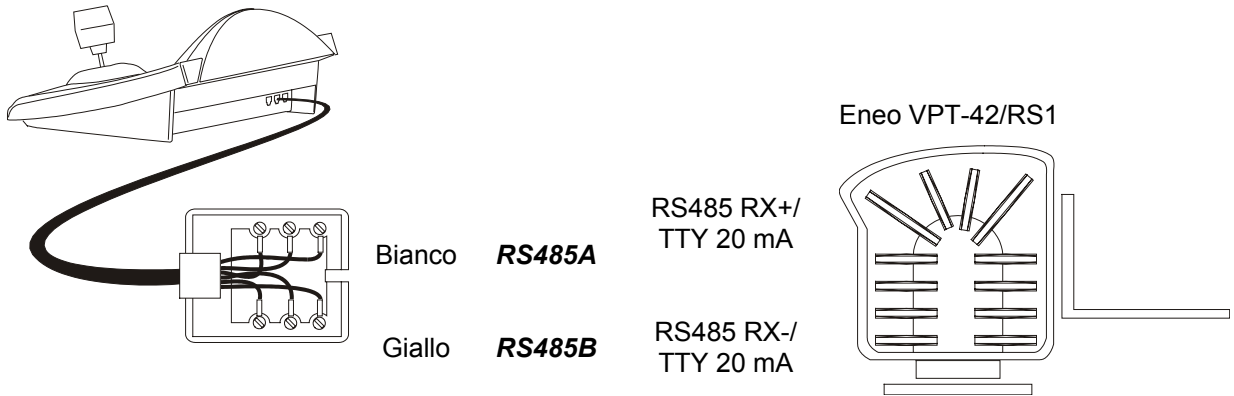 Eneo VPT-42/RS1
Bianco RS485A
RS485 RX+/
TTY 20 mA
Giallo RS485B
RS485 RX-/
TTY 20 mA